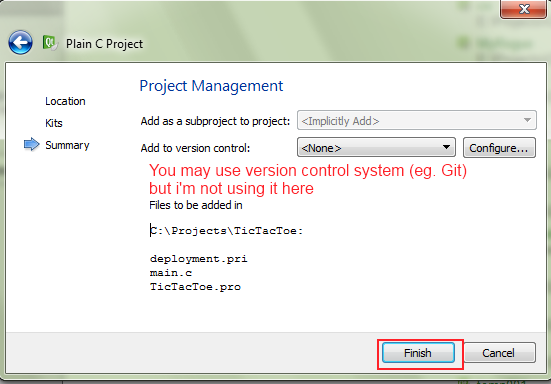 Plain C Project
Project Management
Location
Kits
Summary
Add as a subproject to project: <Implicitly Add>
Add to version control: <None> Configure...
You may use version control system (eg. Git)
but i'm not using it here
Files to be added in
C:\Projects\TicTacToe:
deployment.pri
main.c
TicTacToe.pro
Finish Cancel